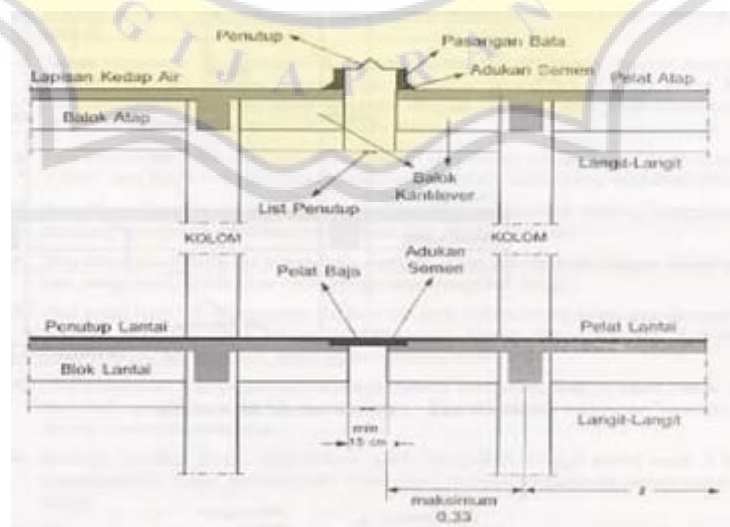 G I J A P R A N
Penutup
Pasangan Bata
Adukan Semen
Lapisan Kedap Air
Pelat Atap
Balok Atap
Langit-Langit
Balok
Kantilever
List Penutup
KOLOM
KOLOM
Adukan
Semen
Pelat Baja
Penutup Lantai
Pelat Lantai
Blok Lantai
Langit-Langit
min
15 cm
maksimum
0,33